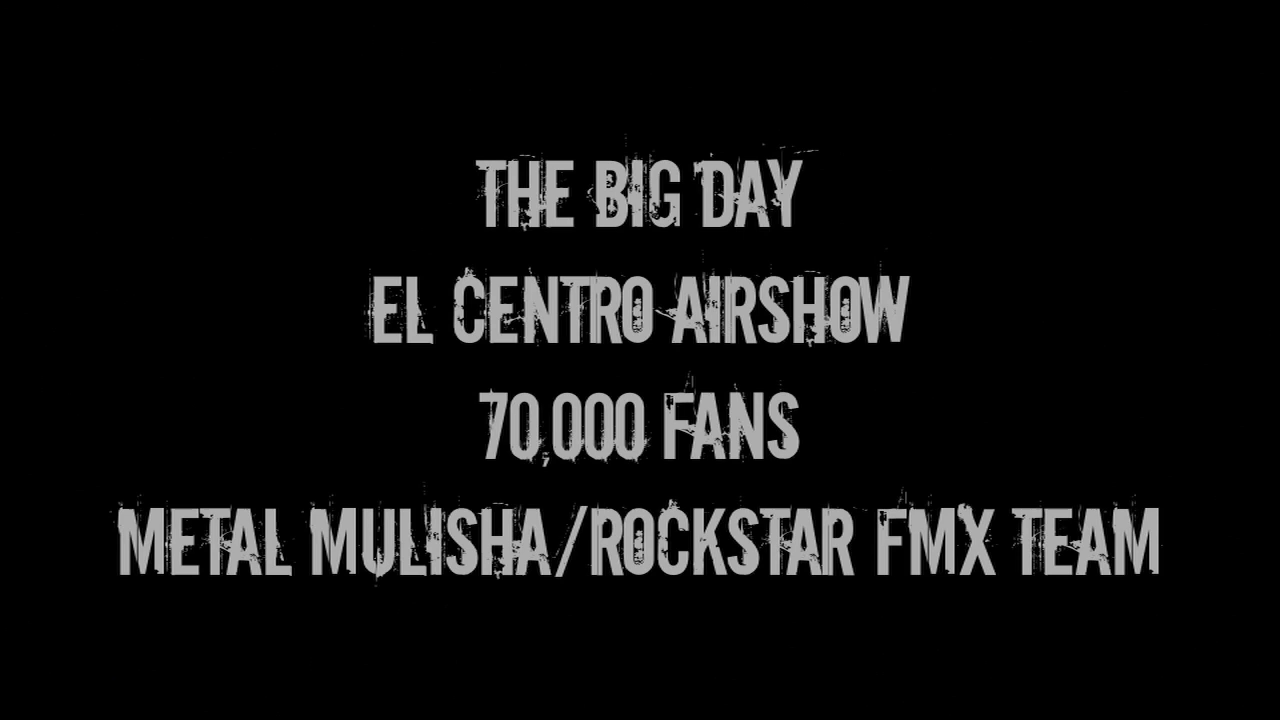 THE BIG DAY
EL CENTRO AIRSHOW
70,000 FANS
METAL MULISHA/ROCKSTAR FMX TEAM